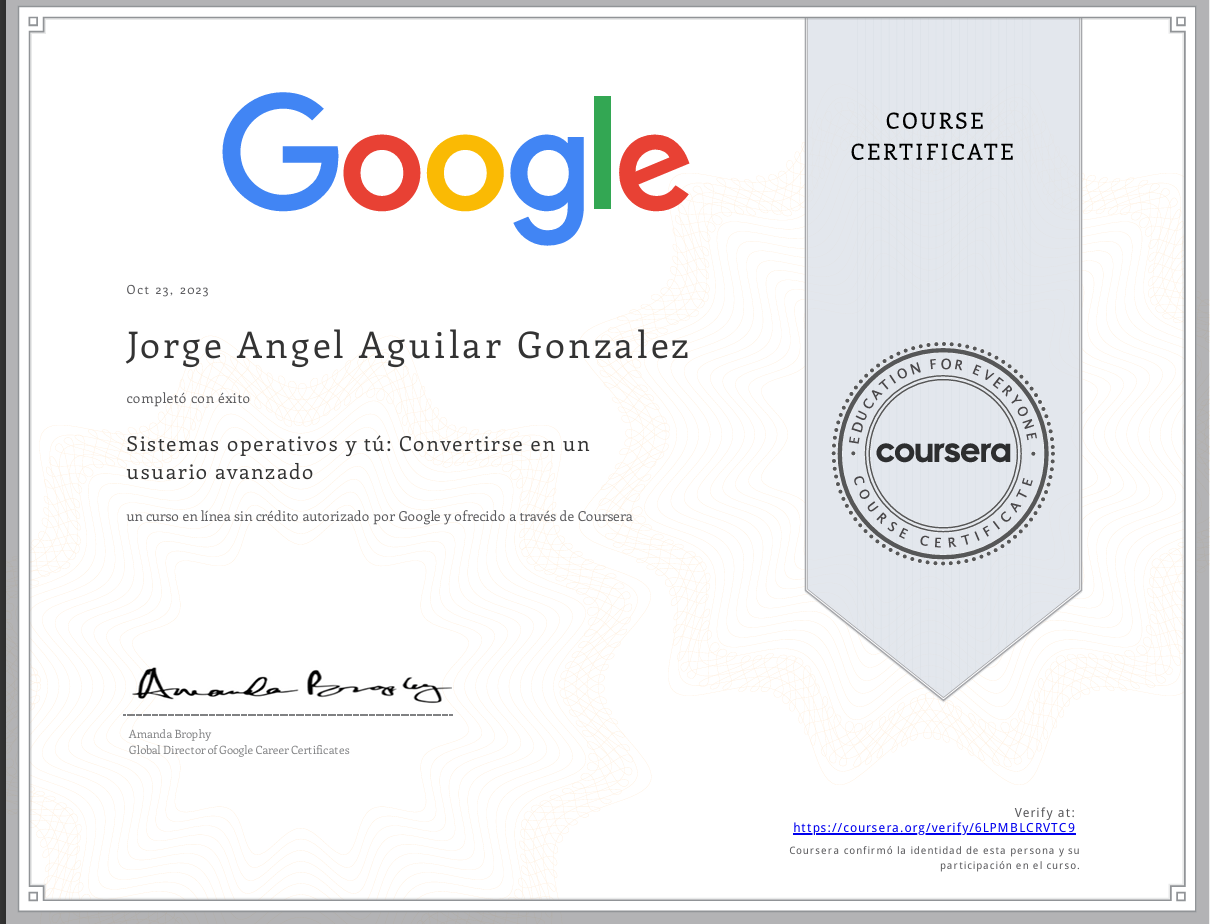 Google
COURSE
CERTIFICATE
Oct 23, 2023
Jorge Angel Aguilar Gonzalez
completó con éxito
Sistemas operativos y tú: Convertirse en un
usuario avanzado
un curso en línea sin crédito autorizado por Google y ofrecido a través de Coursera
EDUCATION FOR EVERYONE
coursera
COURSE CERTIFICATE
Amanda Brophy
Amanda Brophy
Global Director of Google Career Certificates
Verify at:
https://coursera.org/verify/6LPMBLCRVTC9
Coursera confirmó la identidad de esta persona y su
participación en el curso.